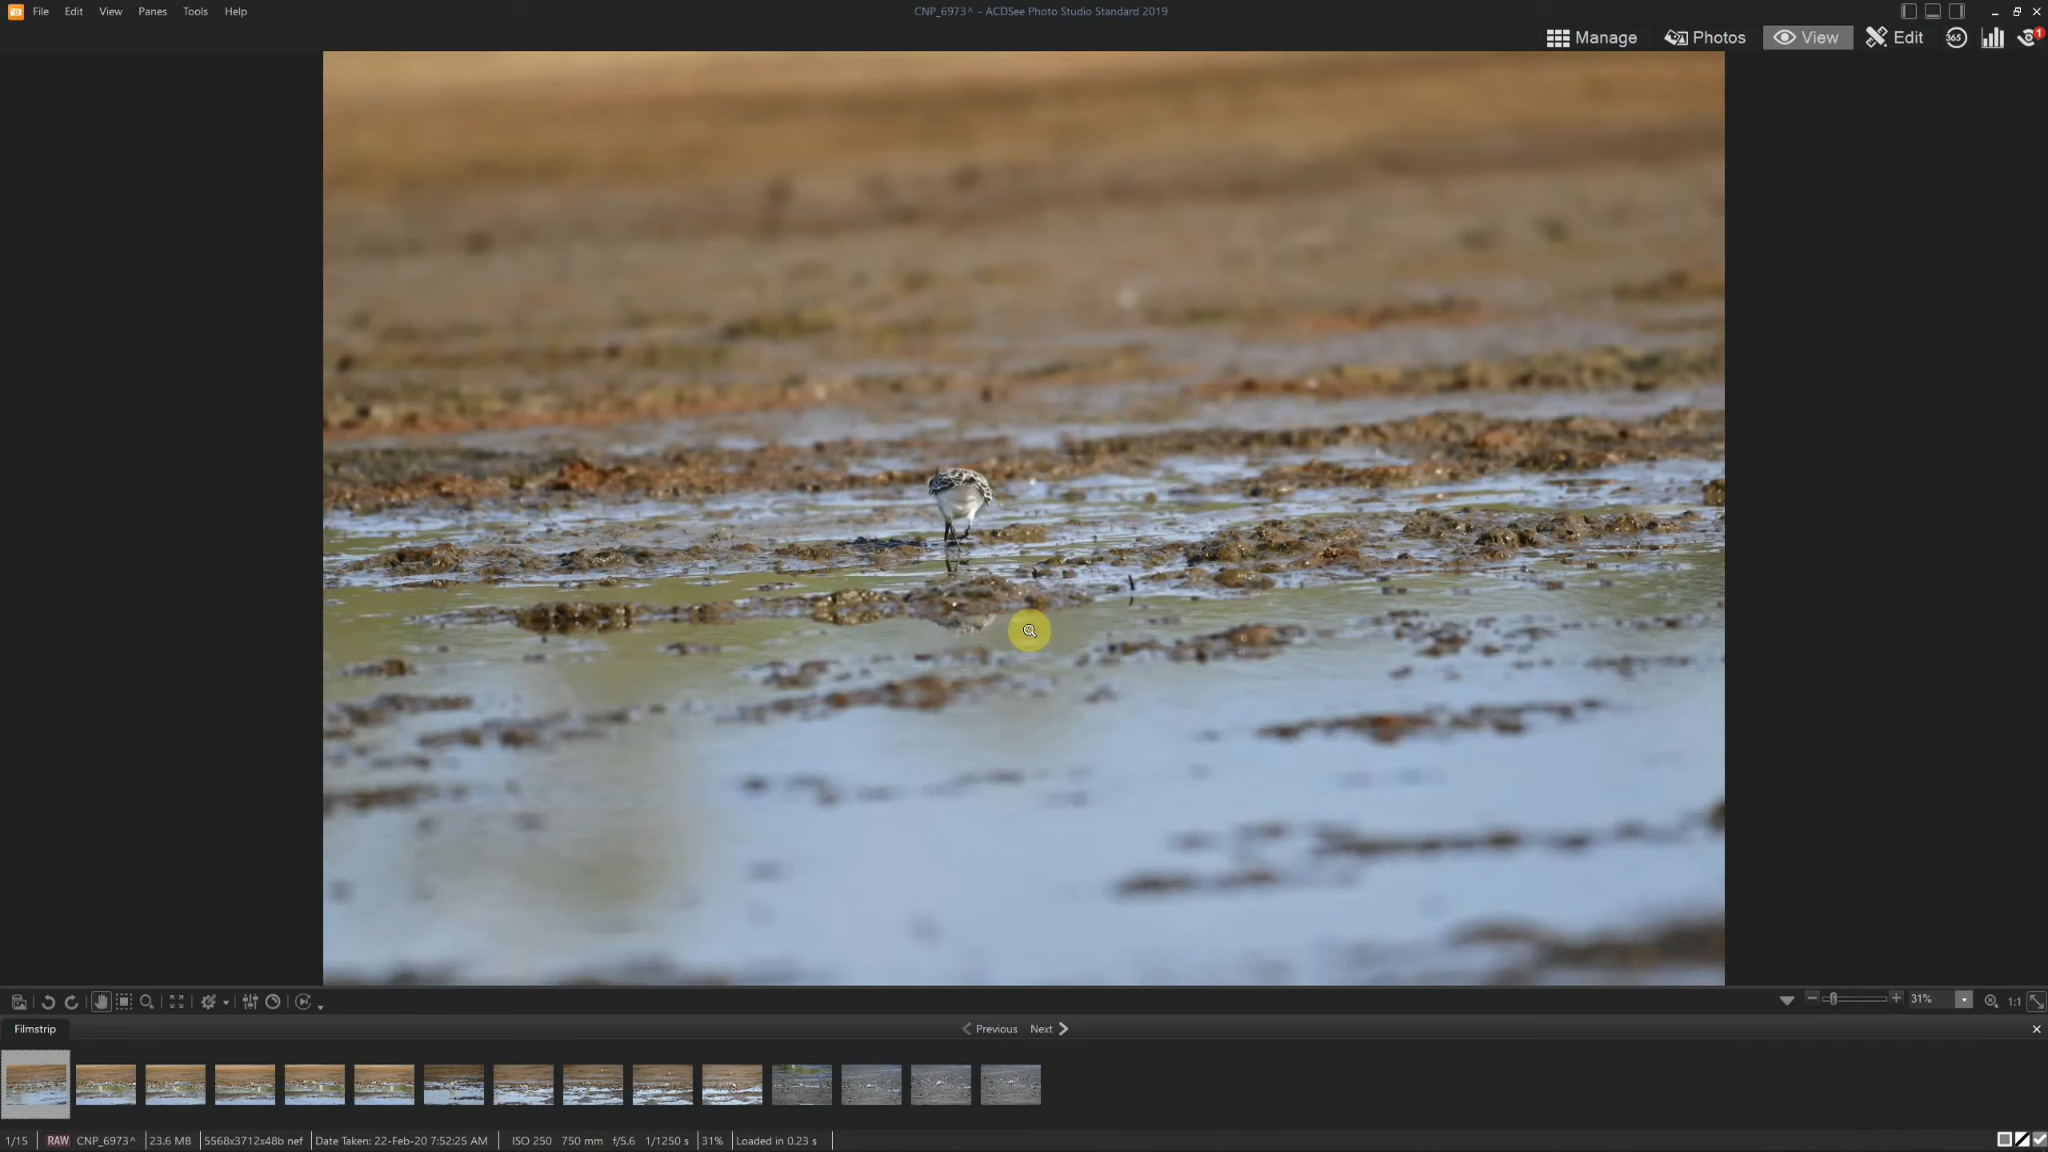 File Edit View Tools Panes Help
CNP_6973^ - ACDSee Photo Studio Standard 2019
Manage Photos View Edit 365 1
31% 1:1
Filmstrip
Previous Next
1/15 RAW CNP_6973^ 23.6 MB 5568x3712x48b nef Date Taken: 22-Feb-20 7:52:25 AM ISO 250 750 mm f/5.6 1/1250 s 31% Loaded in 0.23 s